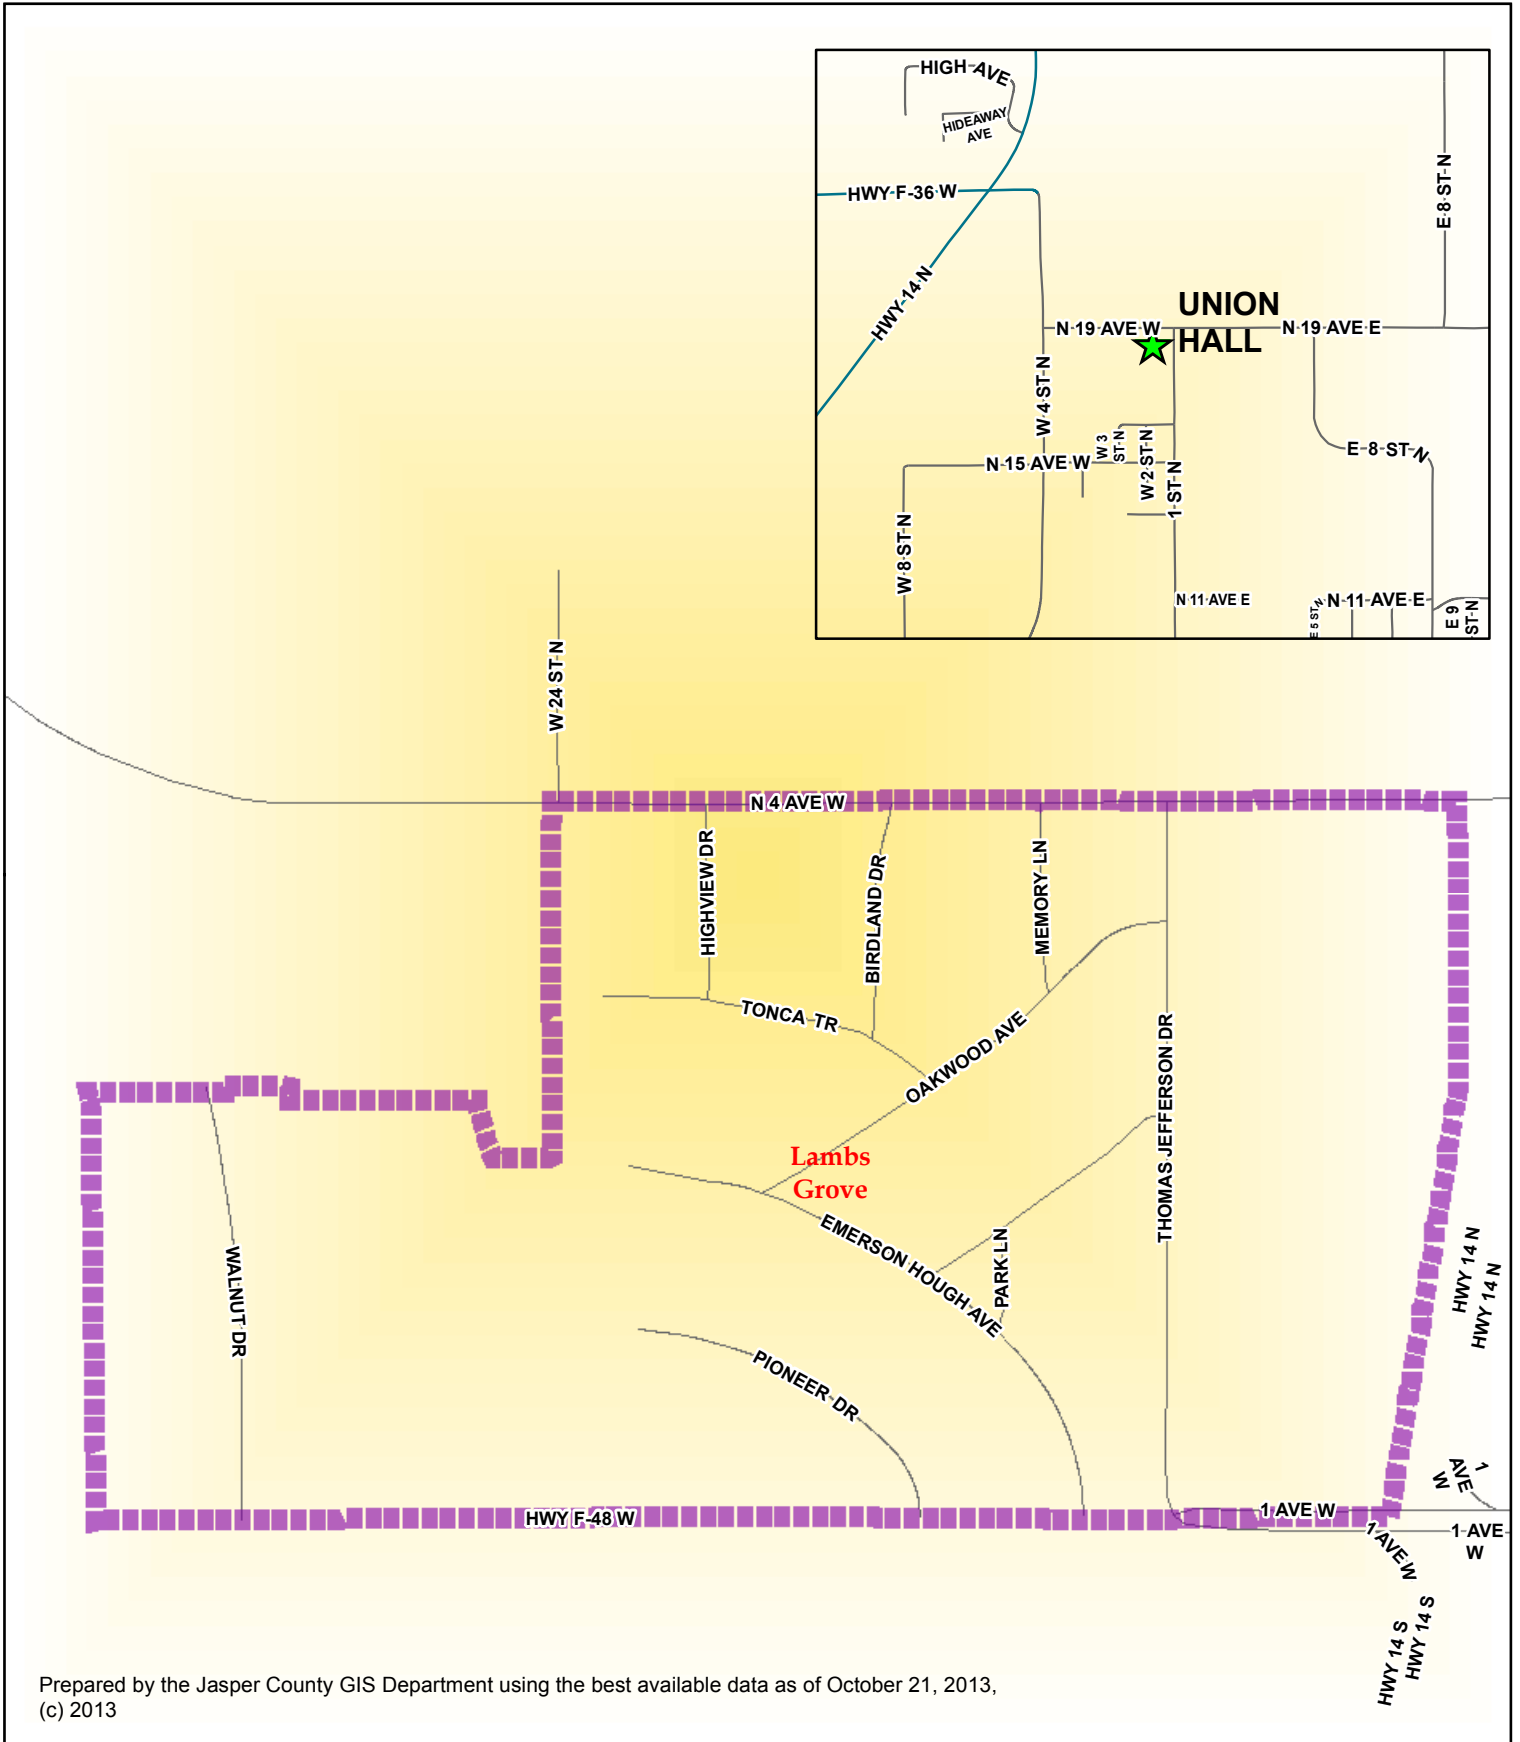 HIGH AVE
HIDEAWAY
AVE
HWY F-36 W
E 8 ST N
HWY 14 N
UNION
HALL
N 19 AVE W
N 19 AVE E
W 4 ST N
W 3
ST N
W 2 ST N
E 8 ST N
N 15 AVE W
1 ST N
W 8 ST N
N 11 AVE E
E 5 ST N
N 11 AVE E
E 9
ST N
W 24 ST N
N 4 AVE W
HIGHVIEW DR
BIRDLAND DR
MEMORY LN
TONCA TR
OAKWOOD AVE
THOMAS JEFFERSON DR
Lambs
Grove
EMERSON HOUGH AVE
PARK LN
WALNUT DR
HWY 14 N
HWY 14 N
PIONEER DR
1
AVE
W
HWY F-48 W
1 AVE W
1 AVE W
1 AVE
W
HWY 14 S
HWY 14 S
Prepared by the Jasper County GIS Department using the best available data as of October 21, 2013,
(c) 2013